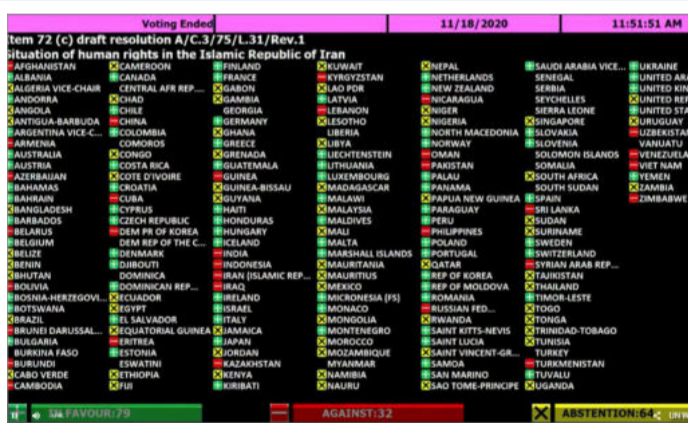 Voting Ended 11/18/2020 11:51:51 AM
Item 72 (c) draft resolution A/C.3/75/L.31/Rev.1
Situation of human rights in the Islamic Republic of Iran
AFGHANISTAN CAMEROON FINLAND KUWAIT NEPAL SAUDI ARABIA VICE... UKRAINE
ALBANIA CANADA FRANCE KYRGYZSTAN NETHERLANDS SENEGAL UNITED ARA
ALGERIA VICE-CHAIR CENTRAL AFR REP.... GABON LAO PDR NEW ZEALAND SERBIA UNITED KIN
ANDORRA CHAD GAMBIA LATVIA NICARAGUA SEYCHELLES UNITED REP
ANGOLA CHILE GEORGIA LEBANON NIGER SIERRA LEONE UNITED STA
ANTIGUA-BARBUDA CHINA GERMANY LESOTHO NIGERIA SINGAPORE URUGUAY
ARGENTINA VICE-C... COLOMBIA GHANA LIBERIA NORTH MACEDONIA SLOVAKIA UZBEKISTA
ARMENIA COMOROS GREECE LIBYA NORWAY SLOVENIA VANUATU
AUSTRALIA CONGO GRENADA LIECHTENSTEIN OMAN SOLOMON ISLANDS VENEZUELA
AUSTRIA COSTA RICA GUATEMALA LITHUANIA PAKISTAN SOMALIA VIET NAM
AZERBAIJAN COTE D'IVOIRE GUINEA LUXEMBOURG PALAU SOUTH AFRICA YEMEN
BAHAMAS CROATIA GUINEA-BISSAU MADAGASCAR PANAMA SOUTH SUDAN ZAMBIA
BAHRAIN CUBA GUYANA MALAWI PAPUA NEW GUINEA SPAIN ZIMBABWE
BANGLADESH CYPRUS HAITI MALAYSIA PARAGUAY SRI LANKA
BARBADOS CZECH REPUBLIC HONDURAS MALDIVES PERU SUDAN
BELARUS DEM PR OF KOREA HUNGARY MALI PHILIPPINES SURINAME
BELGIUM DEM REP OF THE C... ICELAND MALTA POLAND SWEDEN
BELIZE DENMARK INDIA MARSHALL ISLANDS PORTUGAL SWITZERLAND
BENIN DJIBOUTI INDONESIA MAURITANIA QATAR SYRIAN ARAB REP...
BHUTAN DOMINICA IRAN (ISLAMIC REP... MAURITIUS REP OF KOREA TAJIKISTAN
BOLIVIA DOMINICAN REP... IRAQ MEXICO REP OF MOLDOVA THAILAND
BOSNIA-HERZEGOVI... ECUADOR IRELAND MICRONESIA (FS) ROMANIA TIMOR-LESTE
BOTSWANA EGYPT ISRAEL MONACO RUSSIAN FED... TOGO
BRAZIL EL SALVADOR ITALY MONGOLIA RWANDA TONGA
BRUNEI DARUSSAL... EQUATORIAL GUINEA JAMAICA MONTENEGRO SAINT KITTS-NEVIS TRINIDAD-TOBAGO
BULGARIA ERITREA JAPAN MOROCCO SAINT LUCIA TUNISIA
BURKINA FASO ESTONIA JORDAN MOZAMBIQUE SAINT VINCENT-GR... TURKEY
BURUNDI ESWATINI KAZAKHSTAN MYANMAR SAMOA TURKMENISTAN
CABO VERDE ETHIOPIA KENYA NAMIBIA SAN MARINO TUVALU
CAMBODIA FIJI KIRIBATI NAURU SAO TOME-PRINCIPE UGANDA
IN FAVOUR:79 AGAINST:32 ABSTENTION:64